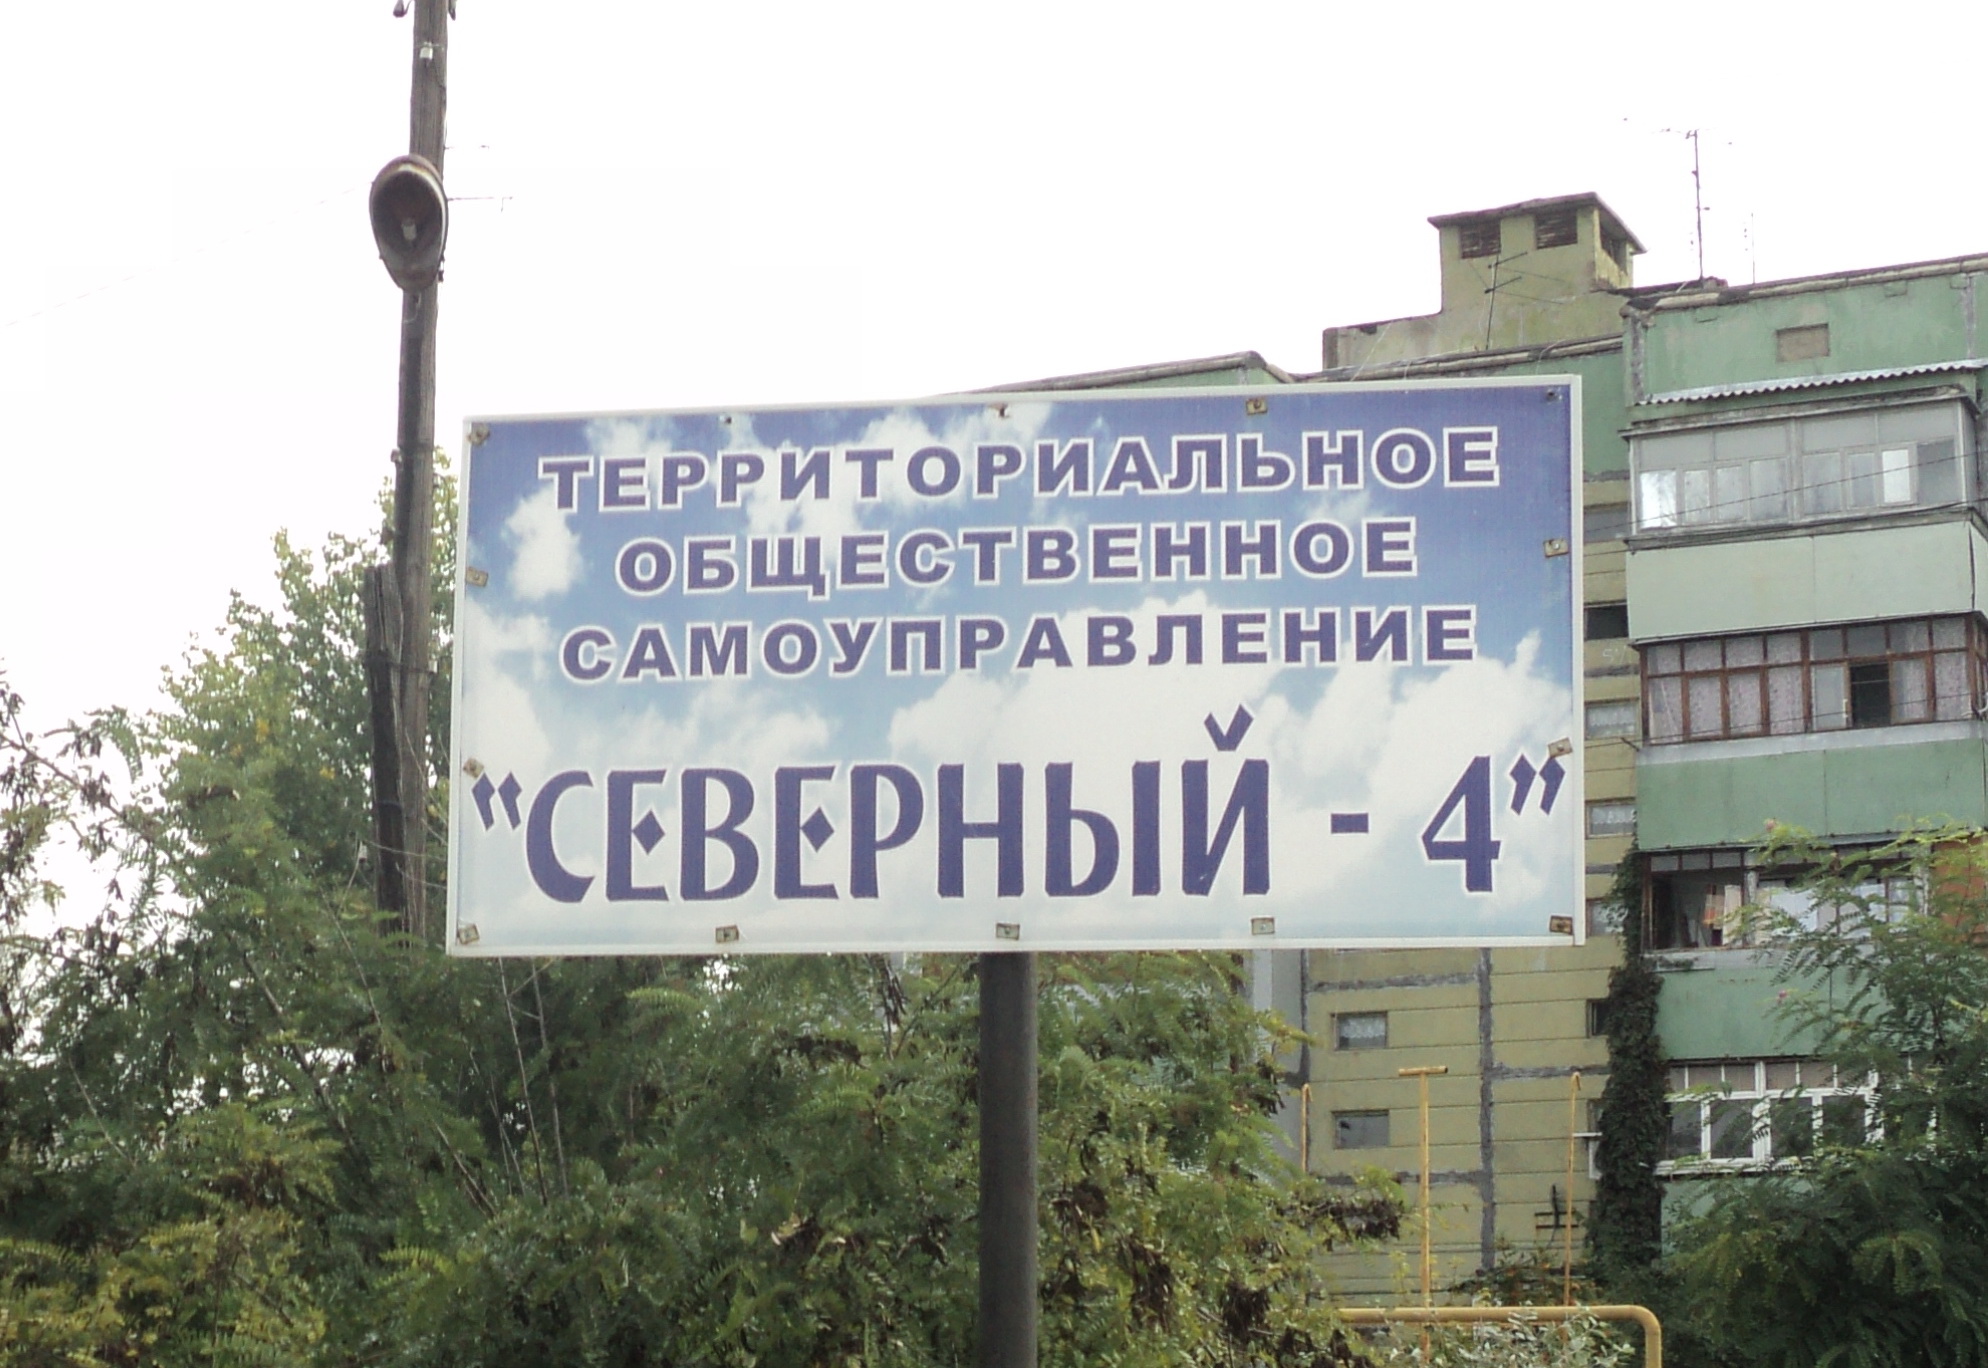 ТЕРРИТОРИАЛЬНОЕ
ОБЩЕСТВЕННОЕ
САМОУПРАВЛЕНИЕ
"СЕВЕРНЫЙ - 4"